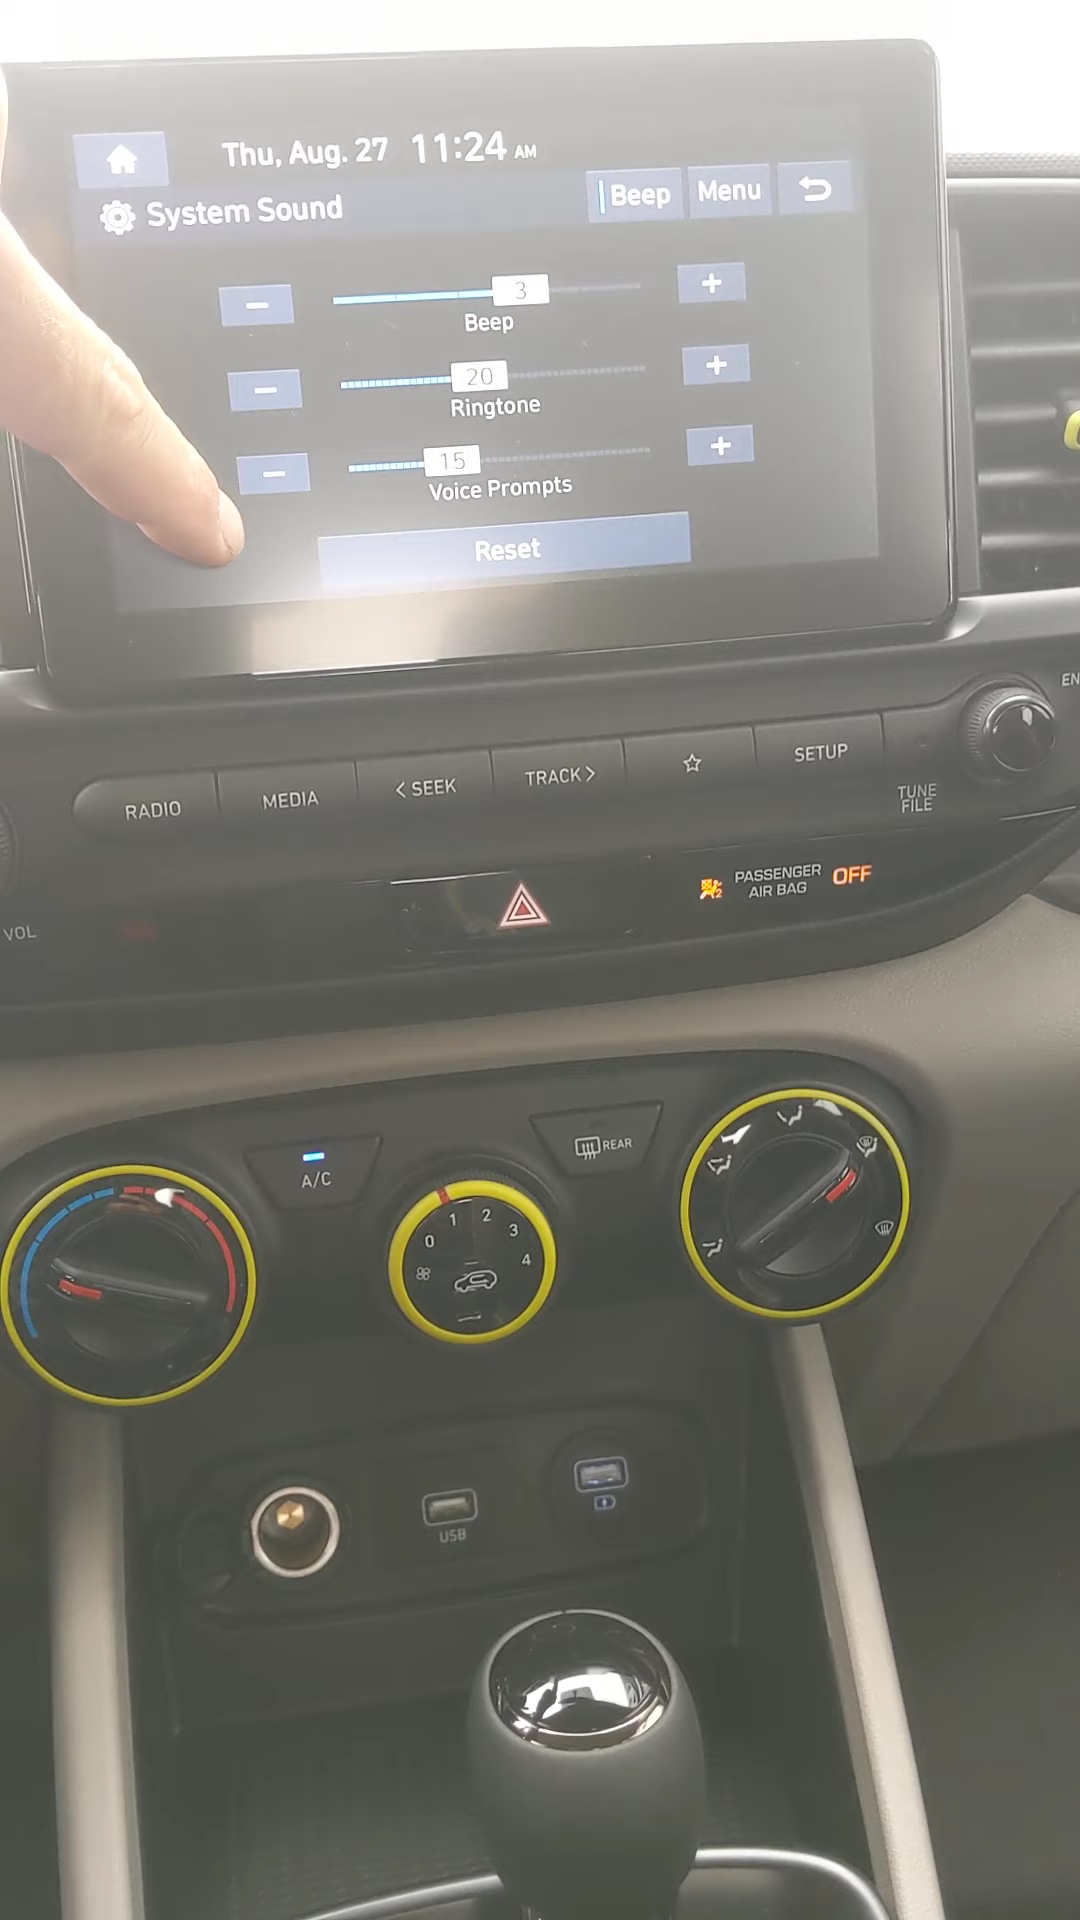 Thu, Aug. 27 11:24 AM
System Sound Beep Menu
3
Beep
20
Ringtone
15
Voice Prompts
Reset
RADIO MEDIA < SEEK TRACK > SETUP
TUNE
FILE
VOL
PASSENGER
AIR BAG OFF
A/C
REAR
0 1 2 3 4
USB